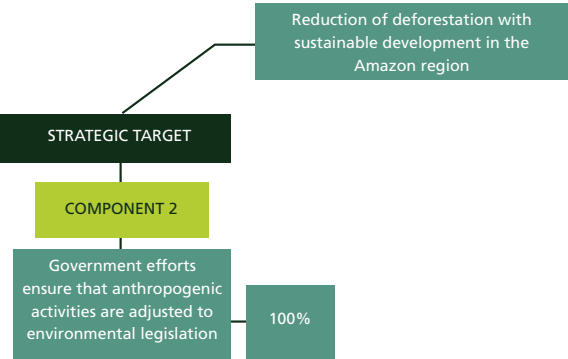 Reduction of deforestation with
sustainable development in the
Amazon region
STRATEGIC TARGET
COMPONENT 2
Government efforts
ensure that anthropogenic
activities are adjusted to
environmental legislation
100%